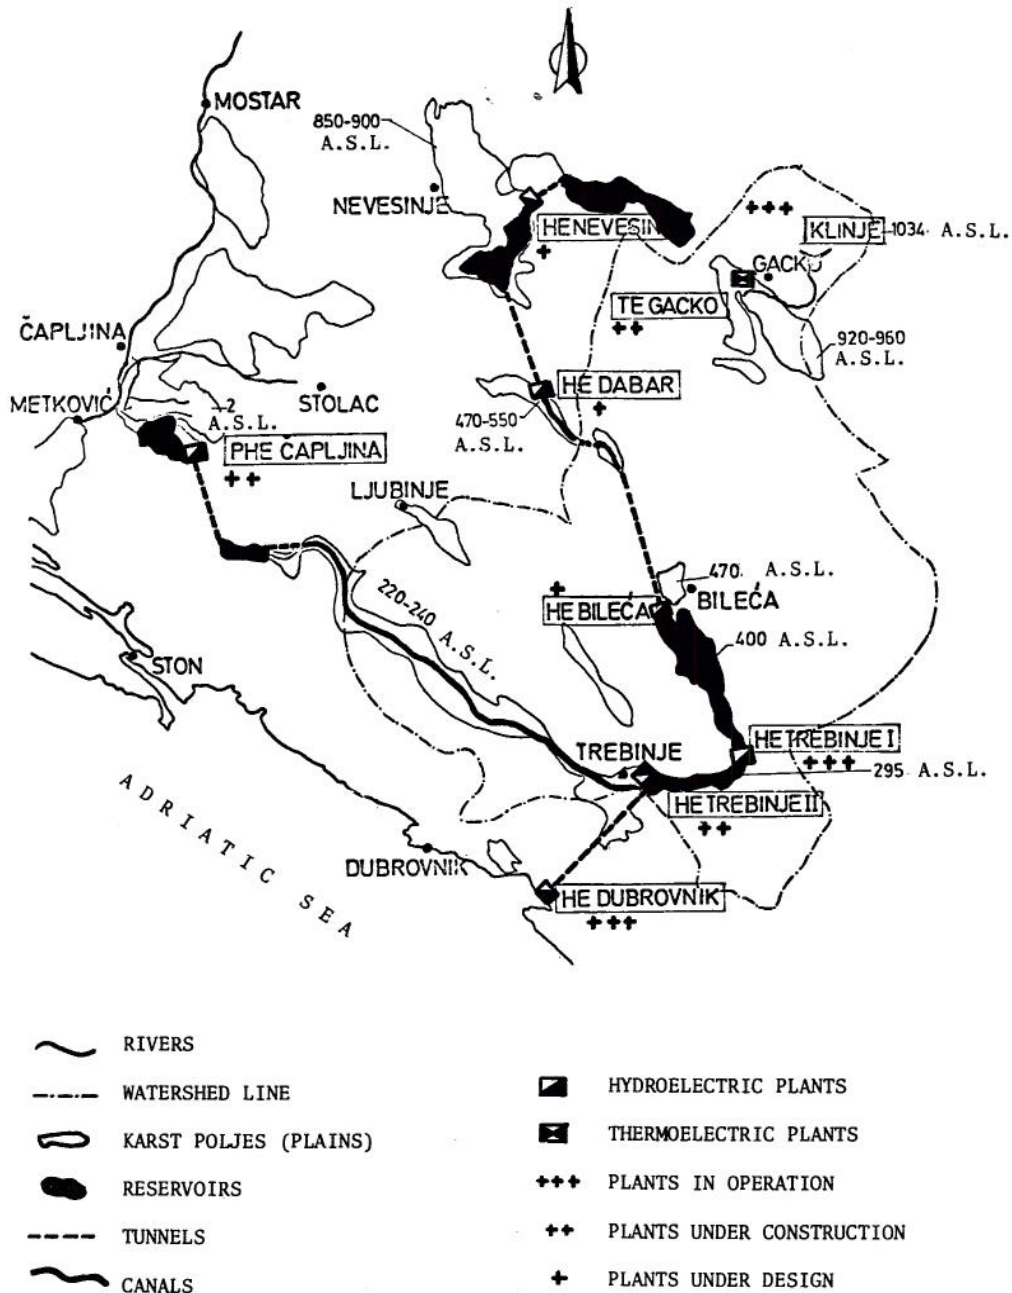 MOSTAR
850-900
A.S.L.
NEVESINJE
HE NEVESIN
+
+++
KLINJE
1034 A.S.L.
GACKO
TE GACKO
++
920-960
A.S.L.
ČAPLJINA
METKOVIĆ
STOLAC
2
A.S.L.
HE DABAR
+
470-550
A.S.L.
PHE ČAPLJINA
++
LJUBINJE
220-240 A.S.L.
470 A.S.L.
BILEĆA
+
HE BILEĆA
400 A.S.L.
STON
TREBINJE
HE TREBINJE I
+++
295 A.S.L.
HE TREBINJE II
++
DUBROVNIK
HE DUBROVNIK
+++
ADRIATIC SEA
RIVERS
WATERSHED LINE
KARST POLJES (PLAINS)
RESERVOIRS
TUNNELS
CANALS
HYDROELECTRIC PLANTS
THERMOELECTRIC PLANTS
+++ PLANTS IN OPERATION
++ PLANTS UNDER CONSTRUCTION
+ PLANTS UNDER DESIGN